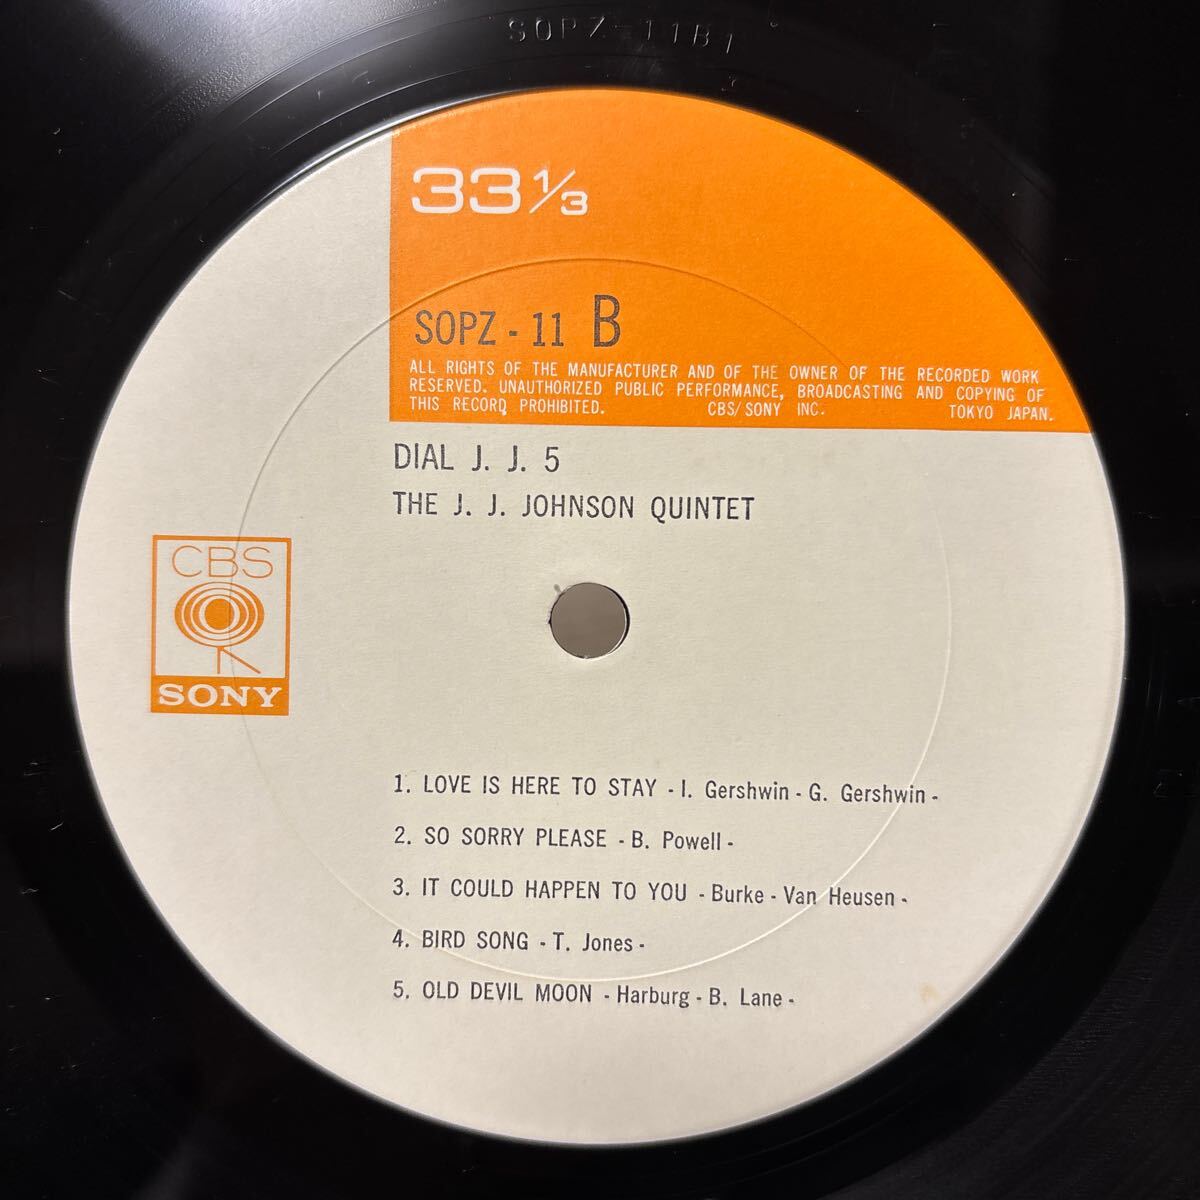 SOPZ-11B1
33 1/3
SOPZ - 11 B
ALL RIGHTS OF THE MANUFACTURER AND OF THE OWNER OF THE RECORDED WORK
RESERVED. UNAUTHORIZED PUBLIC PERFORMANCE, BROADCASTING AND COPYING OF
THIS RECORD PROHIBITED. CBS/SONY INC. TOKYO JAPAN.
DIAL J. J. 5
THE J. J. JOHNSON QUINTET
CBS
SONY
1. LOVE IS HERE TO STAY - I. Gershwin - G. Gershwin -
2. SO SORRY PLEASE - B. Powell -
3. IT COULD HAPPEN TO YOU - Burke - Van Heusen -
4. BIRD SONG - T. Jones -
5. OLD DEVIL MOON - Harburg - B. Lane -